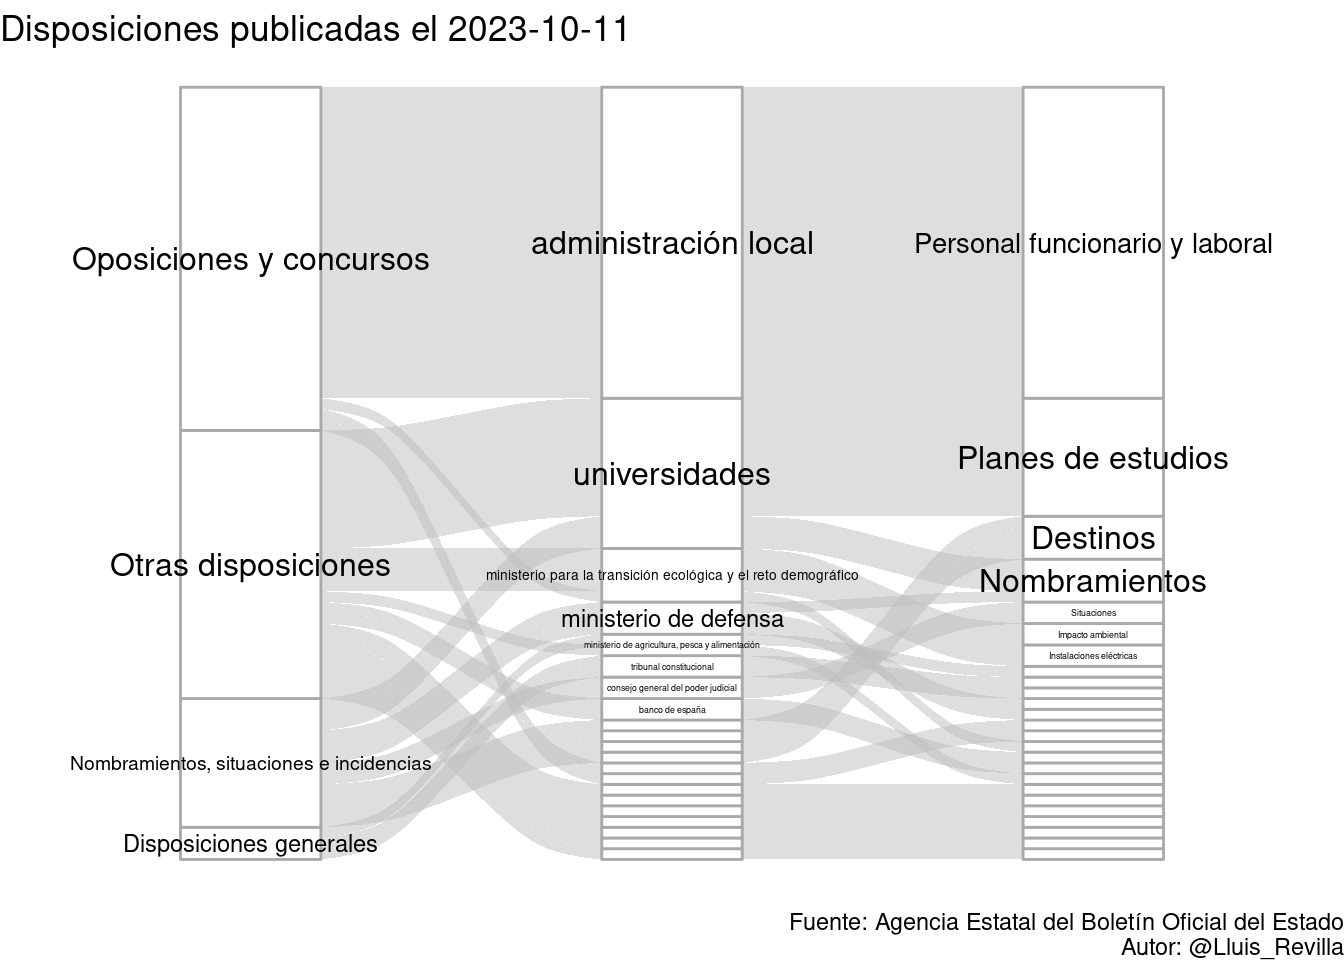 Disposiciones publicadas el 2023-10-11
Oposiciones y concursos
Otras disposiciones
Nombramientos, situaciones e incidencias
Disposiciones generales
administración local
universidades
ministerio para la transición ecológica y el reto demográfico
ministerio de defensa
ministerio de agricultura, pesca y alimentación
tribunal constitucional
consejo general del poder judicial
banco de españa
Personal funcionario y laboral
Planes de estudios
Destinos
Nombramientos
Situaciones
Impacto ambiental
Instalaciones eléctricas
Fuente: Agencia Estatal del Boletín Oficial del Estado
Autor: @Lluis_Revilla